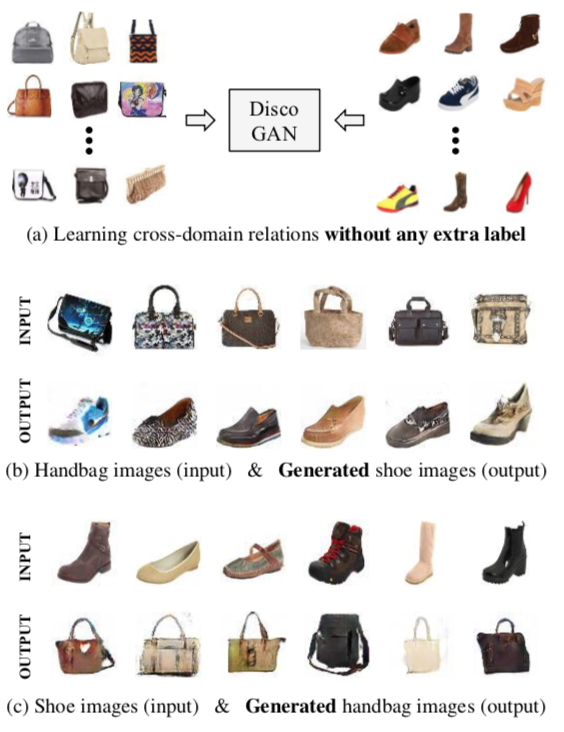 Disco
GAN
(a) Learning cross-domain relations without any extra label
INPUT
OUTPUT
(b) Handbag images (input) & Generated shoe images (output)
INPUT
OUTPUT
(c) Shoe images (input) & Generated handbag images (output)